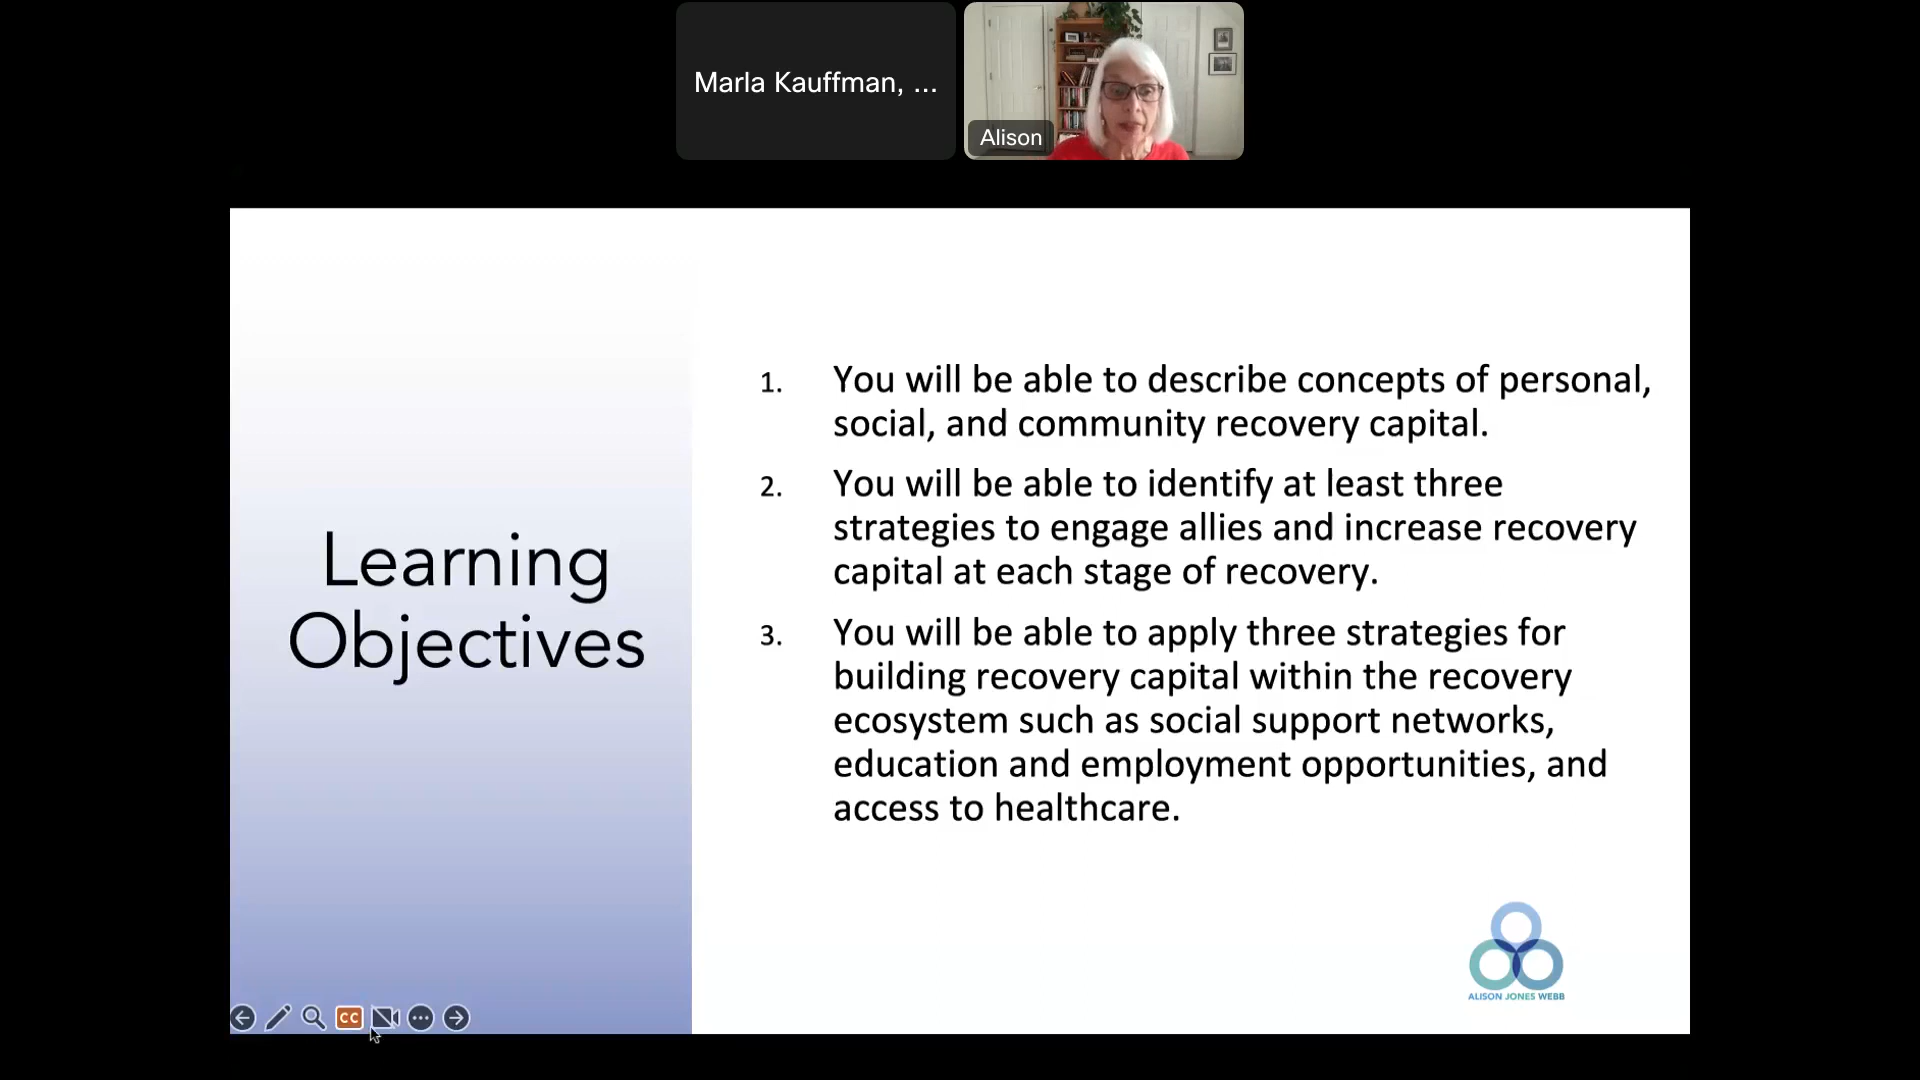 Marla Kauffman, ...
Alison
Learning
Objectives
1. You will be able to describe concepts of personal,
social, and community recovery capital.
2. You will be able to identify at least three
strategies to engage allies and increase recovery
capital at each stage of recovery.
3. You will be able to apply three strategies for
building recovery capital within the recovery
ecosystem such as social support networks,
education and employment opportunities, and
access to healthcare.
ALISON JONES WEBB
CC